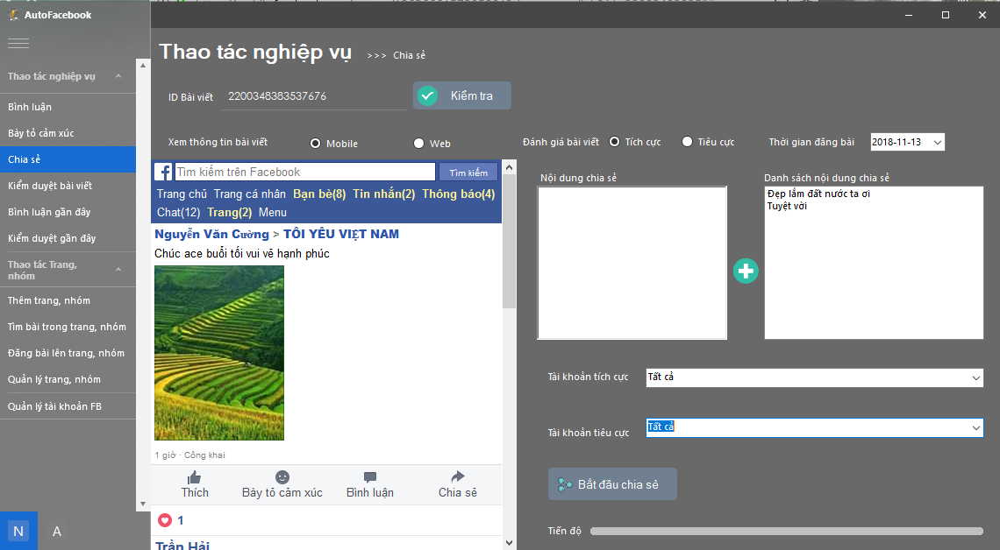 AutoFacebook
Thao tác nghiệp vụ
Bình luận
Bày tỏ cảm xúc
Chia sẻ
Kiểm duyệt bài viết
Bình luận gần đây
Kiểm duyệt gần đây
Thao tác Trang,
nhóm
Thêm trang, nhóm
Tìm bài trong trang, nhóm
Đăng bài lên trang, nhóm
Quản lý trang, nhóm
Quản lý tài khoản FB
N A
Thao tác nghiệp vụ >>> Chia sẻ
ID Bài viết 2200348383537676 Kiểm tra
Xem thông tin bài viết Mobile Web Đánh giá bài viết Tích cực Tiêu cực Thời gian đăng bài 2018-11-13
Tìm kiếm trên Facebook Tìm kiếm
Trang chủ Trang cá nhân Bạn bè(8) Tin nhắn(2) Thông báo(4)
Chat(12) Trang(2) Menu
Nguyễn Văn Cường > TÔI YÊU VIỆT NAM
Chúc ace buổi tối vui vẽ hạnh phúc
1 giờ · Công khai
Thích Bày tỏ cảm xúc Bình luận Chia sẻ
1
Trần Hải
Nội dung chia sẻ Danh sách nội dung chia sẻ
Đẹp lắm đất nước ta ơi
Tuyệt vời
Tài khoản tích cực Tất cả
Tài khoản tiêu cực Tất cả
Bắt đầu chia sẻ
Tiến độ